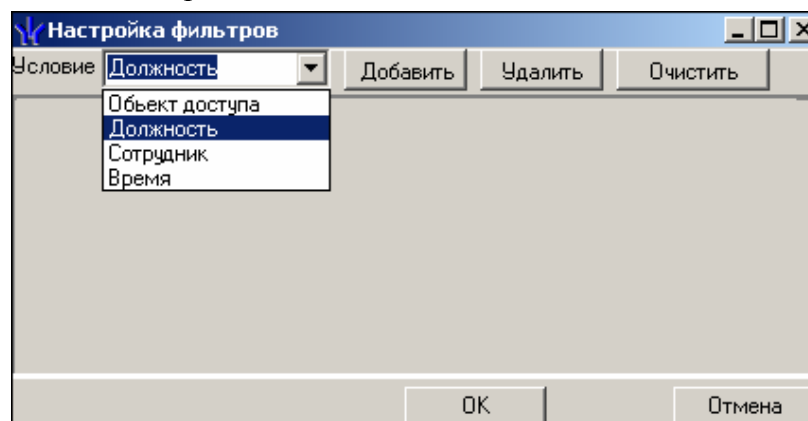 Настройка фильтров
Условие Должность Добавить Удалить Очистить
Обьект доступа
Должность
Сотрудник
Время
OK Отмена